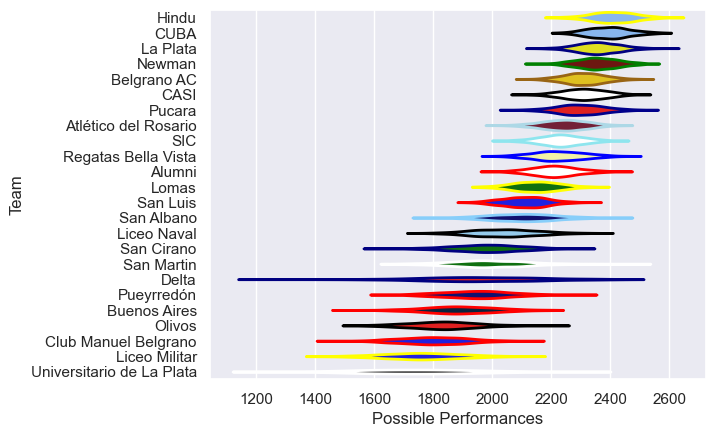 Hindu
CUBA
La Plata
Newman
Belgrano AC
CASI
Pucara
Atlético del Rosario
SIC
Regatas Bella Vista
Alumni
Lomas
San Luis
San Albano
Liceo Naval
San Cirano
San Martin
Delta
Pueyrredón
Buenos Aires
Olivos
Club Manuel Belgrano
Liceo Militar
Universitario de La Plata
Team
1200 1400 1600 1800 2000 2200 2400 2600
Possible Performances